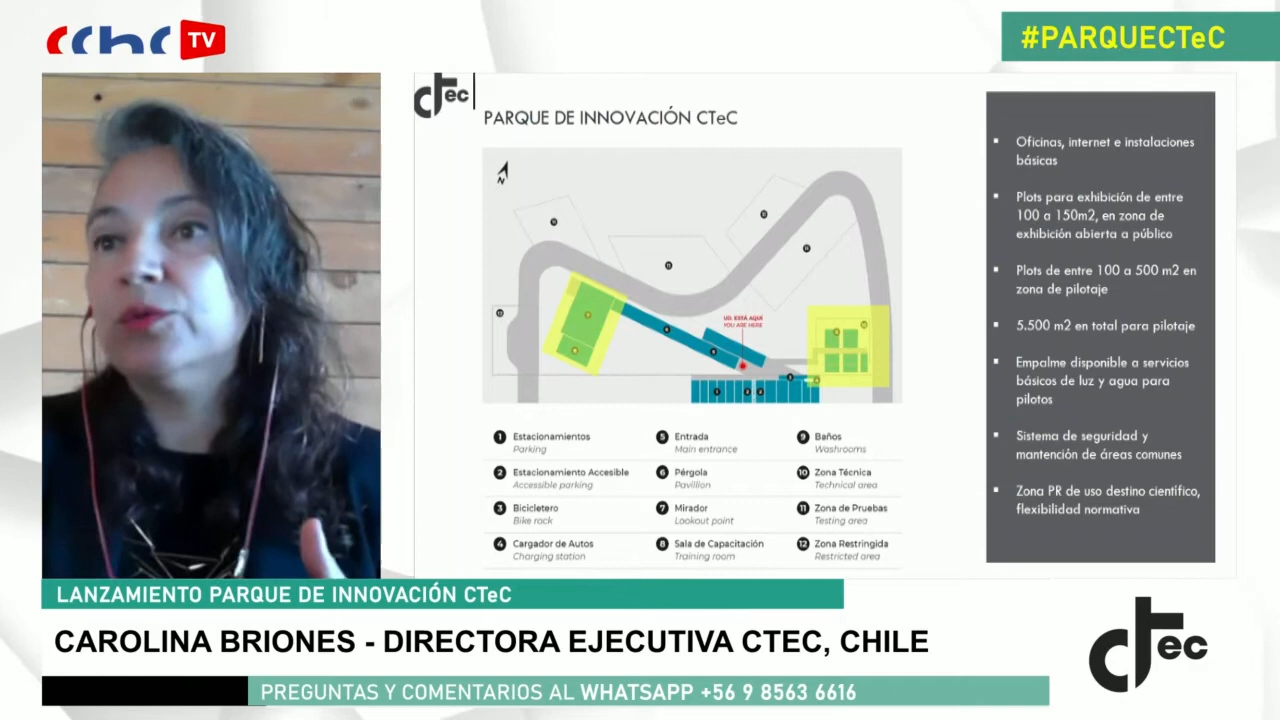 cchc TV
#PARQUECTeC
cTec
PARQUE DE INNOVACIÓN CTeC
N
UD. ESTÁ AQUÍ
YOU ARE HERE
1 Estacionamientos
Parking
2 Estacionamiento Accesible
Accessible parking
3 Bicicletero
Bike rack
4 Cargador de Autos
Charging station
5 Entrada
Main entrance
6 Pérgola
Pavillion
7 Mirador
Lookout point
8 Sala de Capacitación
Training room
9 Baños
Washrooms
10 Zona Técnica
Technical area
11 Zona de Pruebas
Testing area
12 Zona Restringida
Restricted area
▪ Oficinas, internet e instalaciones
básicas
▪ Plots para exhibición de entre
100 a 150m2, en zona de
exhibición abierta a público
▪ Plots de entre 100 a 500 m2 en
zona de pilotaje
▪ 5.500 m2 en total para pilotaje
▪ Empalme disponible a servicios
básicos de luz y agua para
pilotos
▪ Sistema de seguridad y
mantención de áreas comunes
▪ Zona PR de uso destino científico,
flexibilidad normativa
LANZAMIENTO PARQUE DE INNOVACIÓN CTeC
CAROLINA BRIONES - DIRECTORA EJECUTIVA CTEC, CHILE
cTec
PREGUNTAS Y COMENTARIOS AL WHATSAPP +56 9 8563 6616